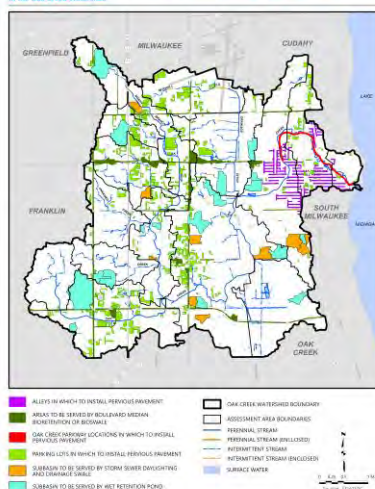 GREENFIELD
MILWAUKEE
CUDAHY
LAKE
FRANKLIN
SOUTH
MILWAUKEE
OAK
CREEK
ALLEYS IN WHICH TO INSTALL PERVIOUS PAVEMENT
AREAS TO BE SERVED BY BOULEVARD MEDIAN
BIORETENTION OR BIOSWALE
OAK CREEK PARKWAY LOCATIONS IN WHICH TO INSTALL
PERVIOUS PAVEMENT
PARKING LOTS IN WHICH TO INSTALL PERVIOUS PAVEMENT
SUBBASIN TO BE SERVED BY STORM SEWER DAYLIGHTING
AND DRAINAGE SWALE
SUBBASIN TO BE SERVED BY WET RETENTION POND
OAK CREEK WATERSHED BOUNDARY
ASSESSMENT AREA BOUNDARIES
PERENNIAL STREAM
PERENNIAL STREAM (ENCLOSED)
INTERMITTENT STREAM
INTERMITTENT STREAM (ENCLOSED)
SURFACE WATER